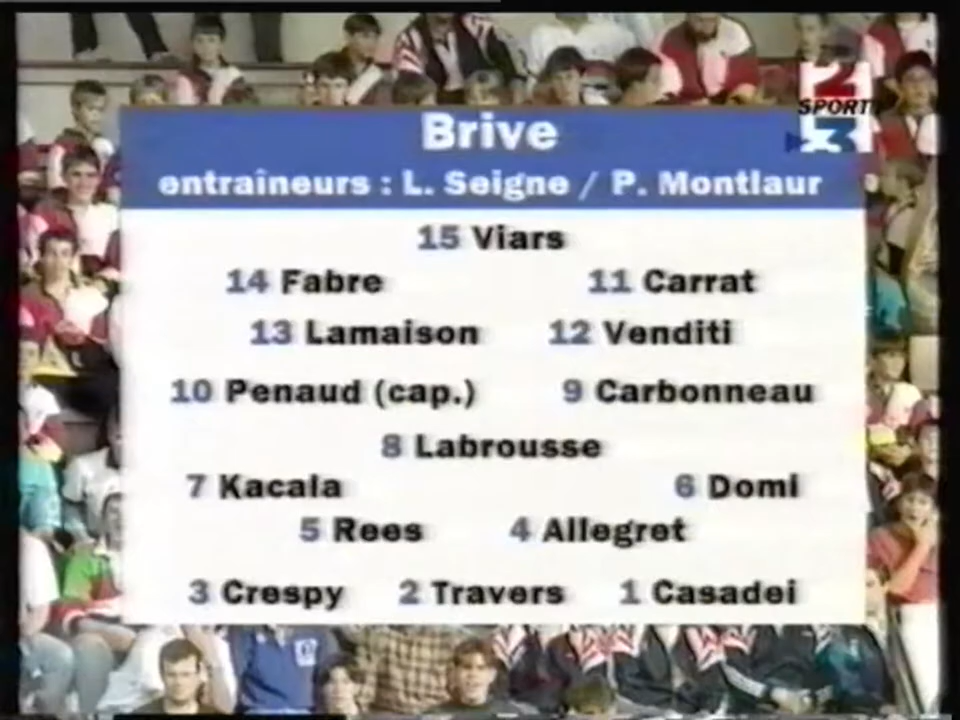 2
SPORT
3
Brive
entraîneurs : L. Seigne / P. Montlaur
15 Viars
14 Fabre 11 Carrat
13 Lamaison 12 Venditi
10 Penaud (cap.) 9 Carbonneau
8 Labrousse
7 Kacala 6 Domi
5 Rees 4 Allegret
3 Crespy 2 Travers 1 Casadei